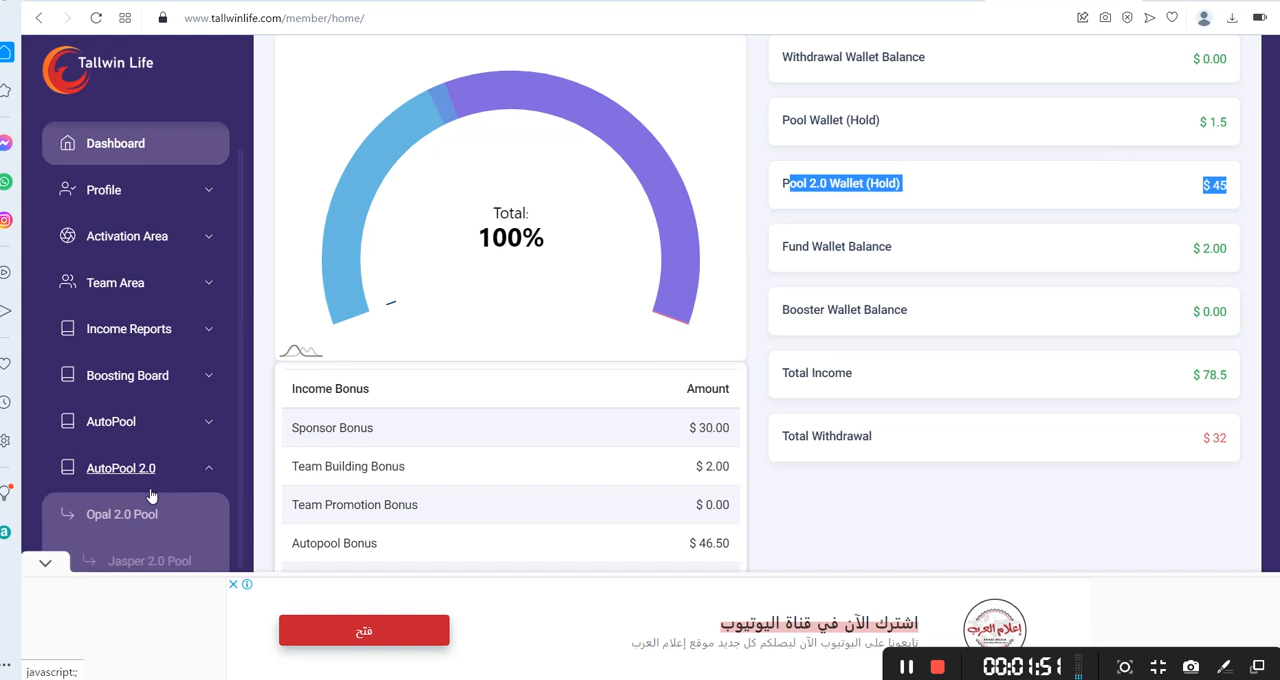 www.tallwinlife.com/member/home/
Tallwin Life
Dashboard
Profile
Activation Area
Team Area
Income Reports
Boosting Board
AutoPool
AutoPool 2.0
Opal 2.0 Pool
Jasper 2.0 Pool
Total:
100%
Income Bonus Amount
Sponsor Bonus $ 30.00
Team Building Bonus $ 2.00
Team Promotion Bonus $ 0.00
Autopool Bonus $ 46.50
Withdrawal Wallet Balance $ 0.00
Pool Wallet (Hold) $ 1.5
Pool 2.0 Wallet (Hold) $ 45
Fund Wallet Balance $ 2.00
Booster Wallet Balance $ 0.00
Total Income $ 78.5
Total Withdrawal $ 32
اشترك الآن في قناة اليوتيوب
تابعونا على اليوتيوب الآن ليصلكم كل جديد موقع إعلام العرب
فتح
إعلام العرب
00:01:51
javascript:;